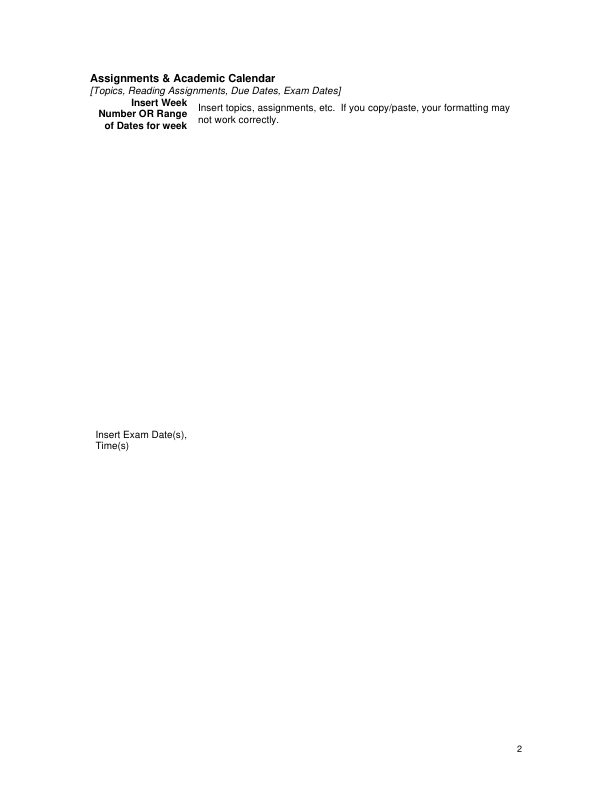 Assignments & Academic Calendar
[Topics, Reading Assignments, Due Dates, Exam Dates]
Insert Week
Number OR Range
of Dates for week
Insert topics, assignments, etc.  If you copy/paste, your formatting may
not work correctly.
Insert Exam Date(s),
Time(s)
2